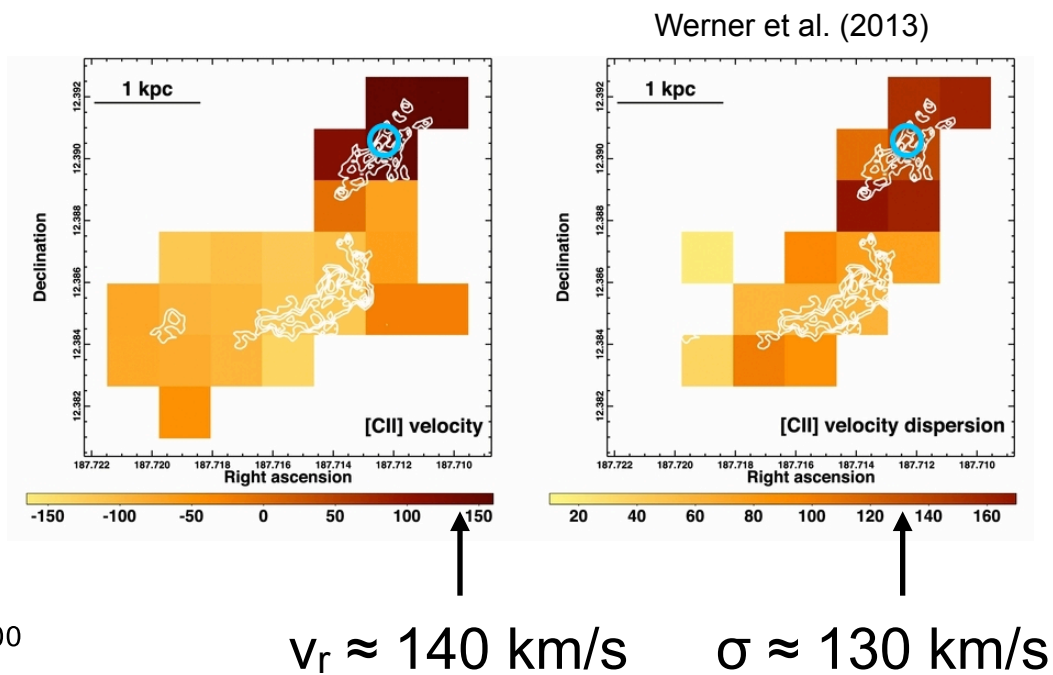 Werner et al. (2013)
1 kpc
12.392
12.390
12.388
12.386
12.384
12.382
Declination
[CII] velocity
187.722 187.720 187.718 187.716 187.714 187.712 187.710
Right ascension
-150 -100 -50 0 50 100 150
1 kpc
12.392
12.390
12.388
12.386
12.384
12.382
Declination
[CII] velocity dispersion
187.722 187.720 187.718 187.716 187.714 187.712 187.710
Right ascension
20 40 60 80 100 120 140 160
vᵣ ≈ 140 km/s
σ ≈ 130 km/s